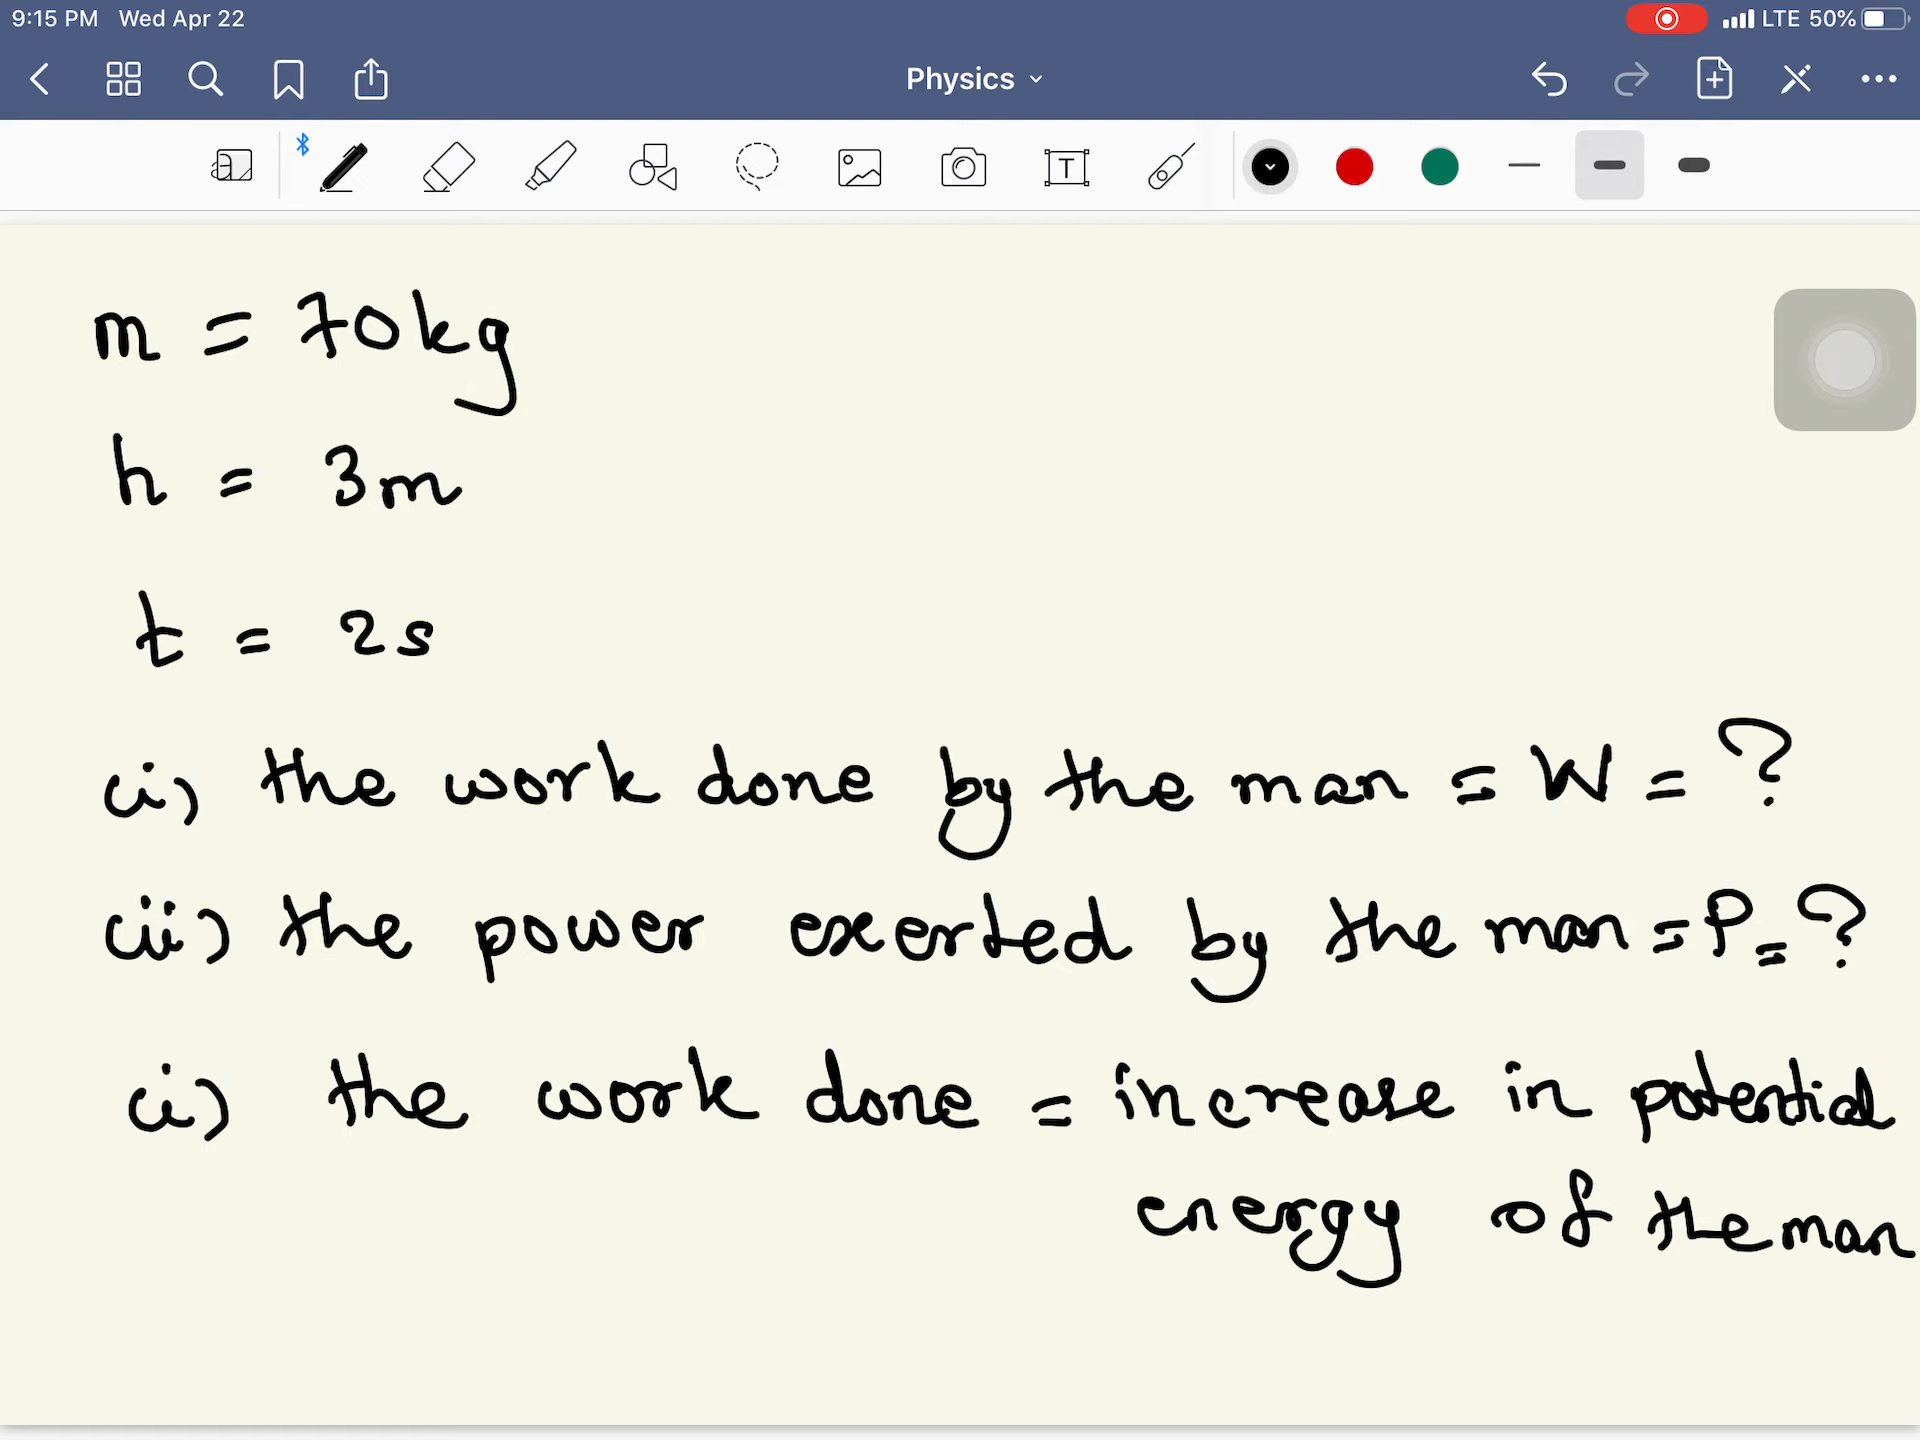 9:15 PM Wed Apr 22
LTE 50%
Physics
m = 70kg
h = 3m
t = 2s
(i) the work done by the man = W = ?
(ii) the power exerted by the man = P = ?
(i) the work done = increase in potential
energy of the man